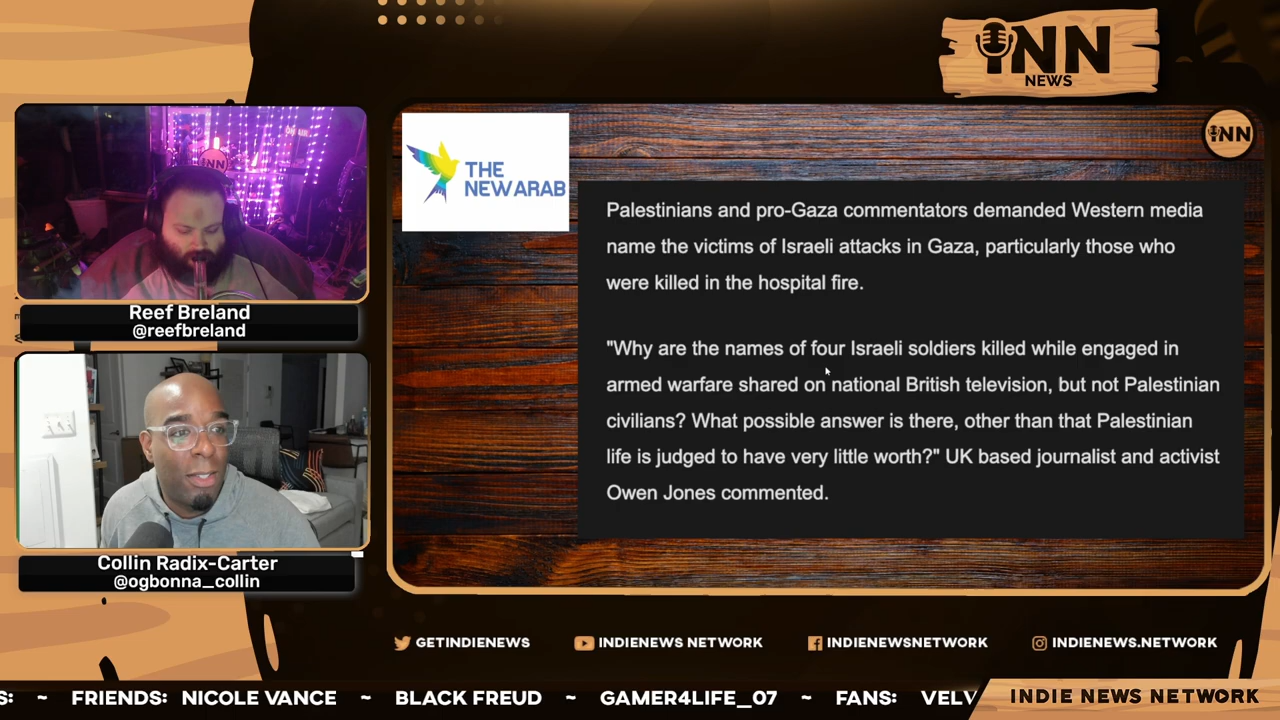 INN
NEWS
INN
THE
NEWARAB
INN
Palestinians and pro-Gaza commentators demanded Western media
name the victims of Israeli attacks in Gaza, particularly those who
were killed in the hospital fire.
"Why are the names of four Israeli soldiers killed while engaged in
armed warfare shared on national British television, but not Palestinian
civilians? What possible answer is there, other than that Palestinian
life is judged to have very little worth?" UK based journalist and activist
Owen Jones commented.
Reef Breland
@reefbreland
Collin Radix-Carter
@ogbonna_collin
GETINDIENEWS
INDIENEWS NETWORK
INDIENEWSNETWORK
INDIENEWS.NETWORK
S: ~ FRIENDS: NICOLE VANCE ~ BLACK FREUD ~ GAMER4LIFE_07 ~ FANS: VELV
INDIE NEWS NETWORK